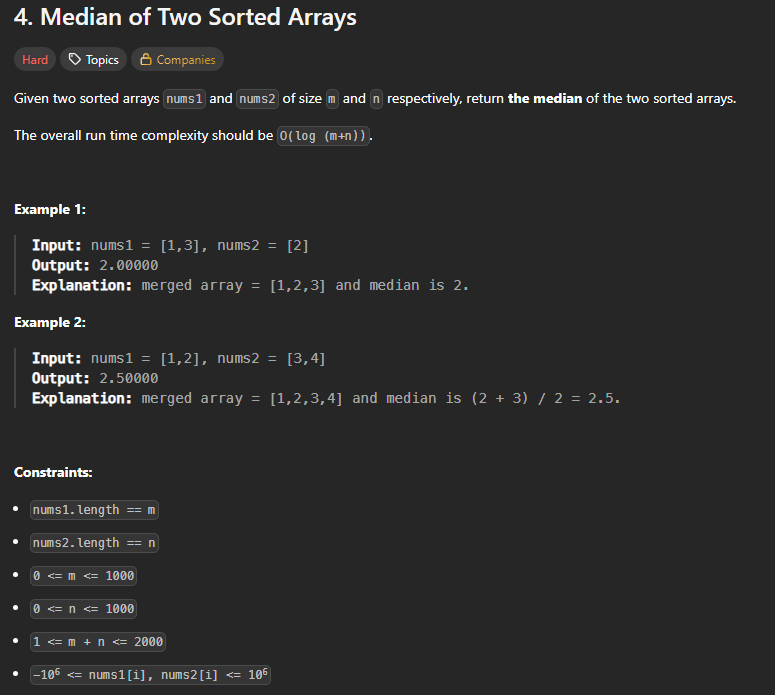 4. Median of Two Sorted Arrays
Hard Topics Companies
Given two sorted arrays nums1 and nums2 of size m and n respectively, return the median of the two sorted arrays.
The overall run time complexity should be O(log (m+n)).
Example 1:
Input: nums1 = [1,3], nums2 = [2]
Output: 2.00000
Explanation: merged array = [1,2,3] and median is 2.
Example 2:
Input: nums1 = [1,2], nums2 = [3,4]
Output: 2.50000
Explanation: merged array = [1,2,3,4] and median is (2 + 3) / 2 = 2.5.
Constraints:
• nums1.length == m
• nums2.length == n
• 0 <= m <= 1000
• 0 <= n <= 1000
• 1 <= m + n <= 2000
• -10⁶ <= nums1[i], nums2[i] <= 10⁶